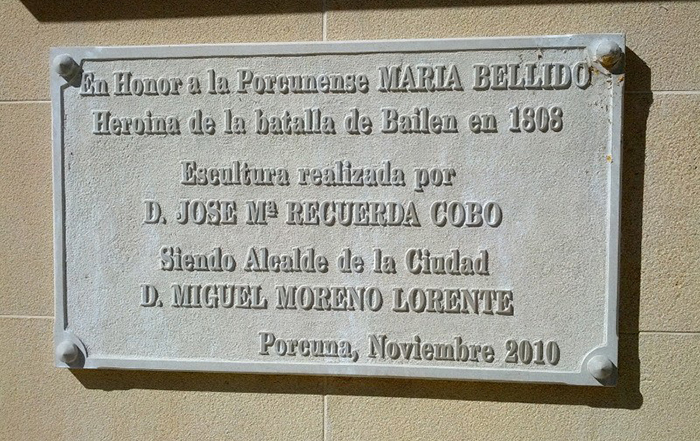 En Honor a la Porcunense MARIA BELLIDO
Heroina de la batalla de Bailen en 1808
Escultura realizada por
D. JOSE Mª RECUERDA COBO
Siendo Alcalde de la Ciudad
D. MIGUEL MORENO LORENTE
Porcuna, Noviembre 2010